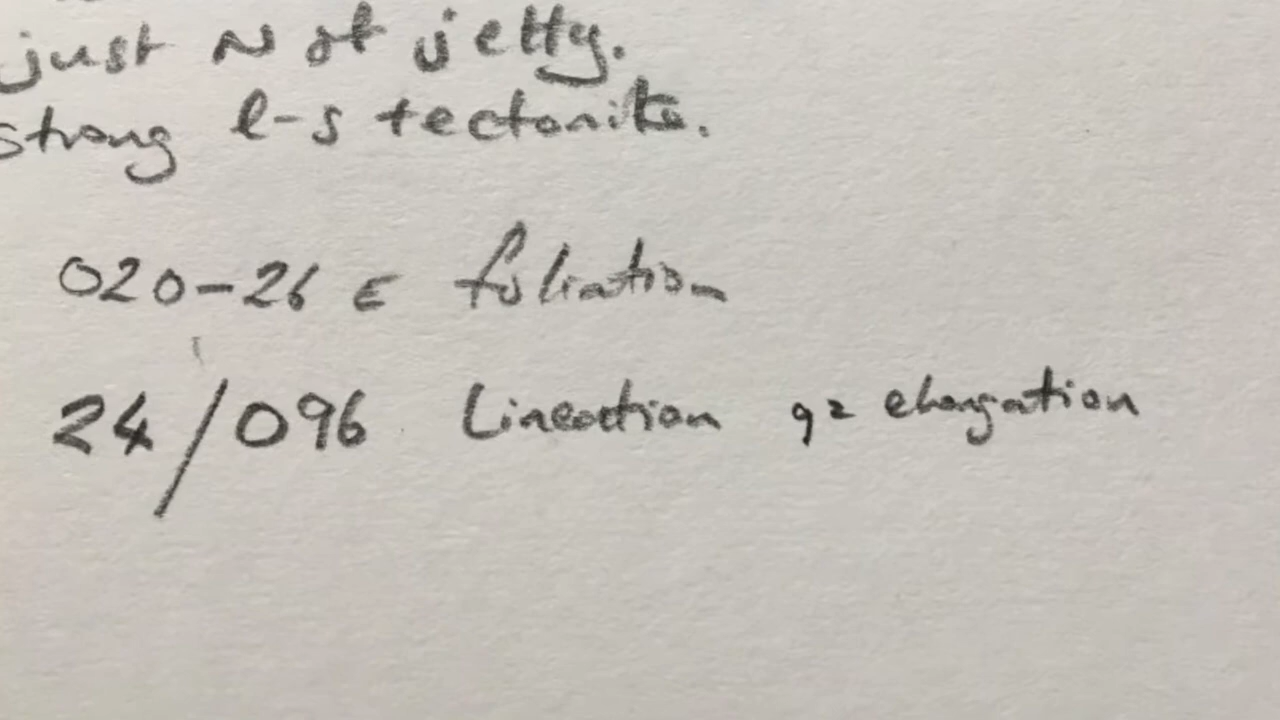 just N of jetty.
strong l-s tectonite.
020-26 E foliation
24/096 Lineation qz elongation